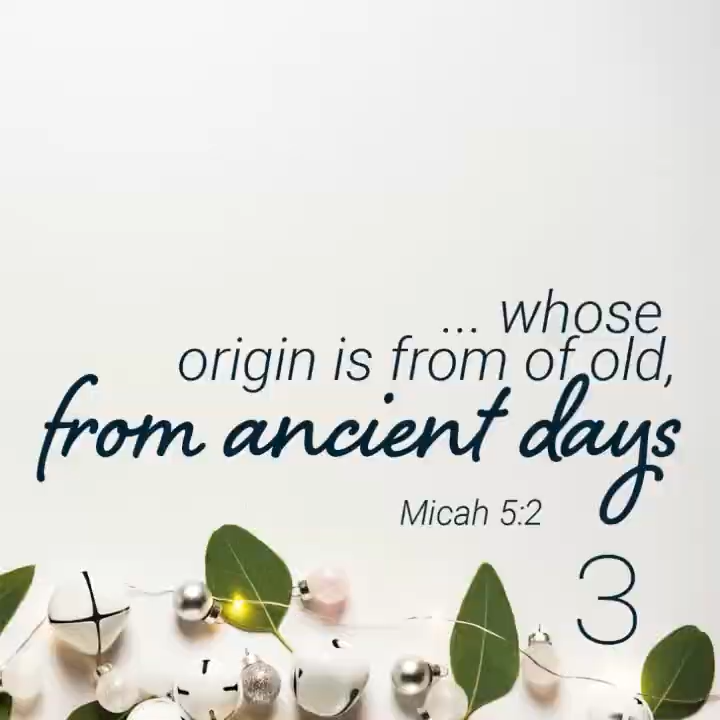 ... whose
origin is from of old,
from ancient days
Micah 5:2
3